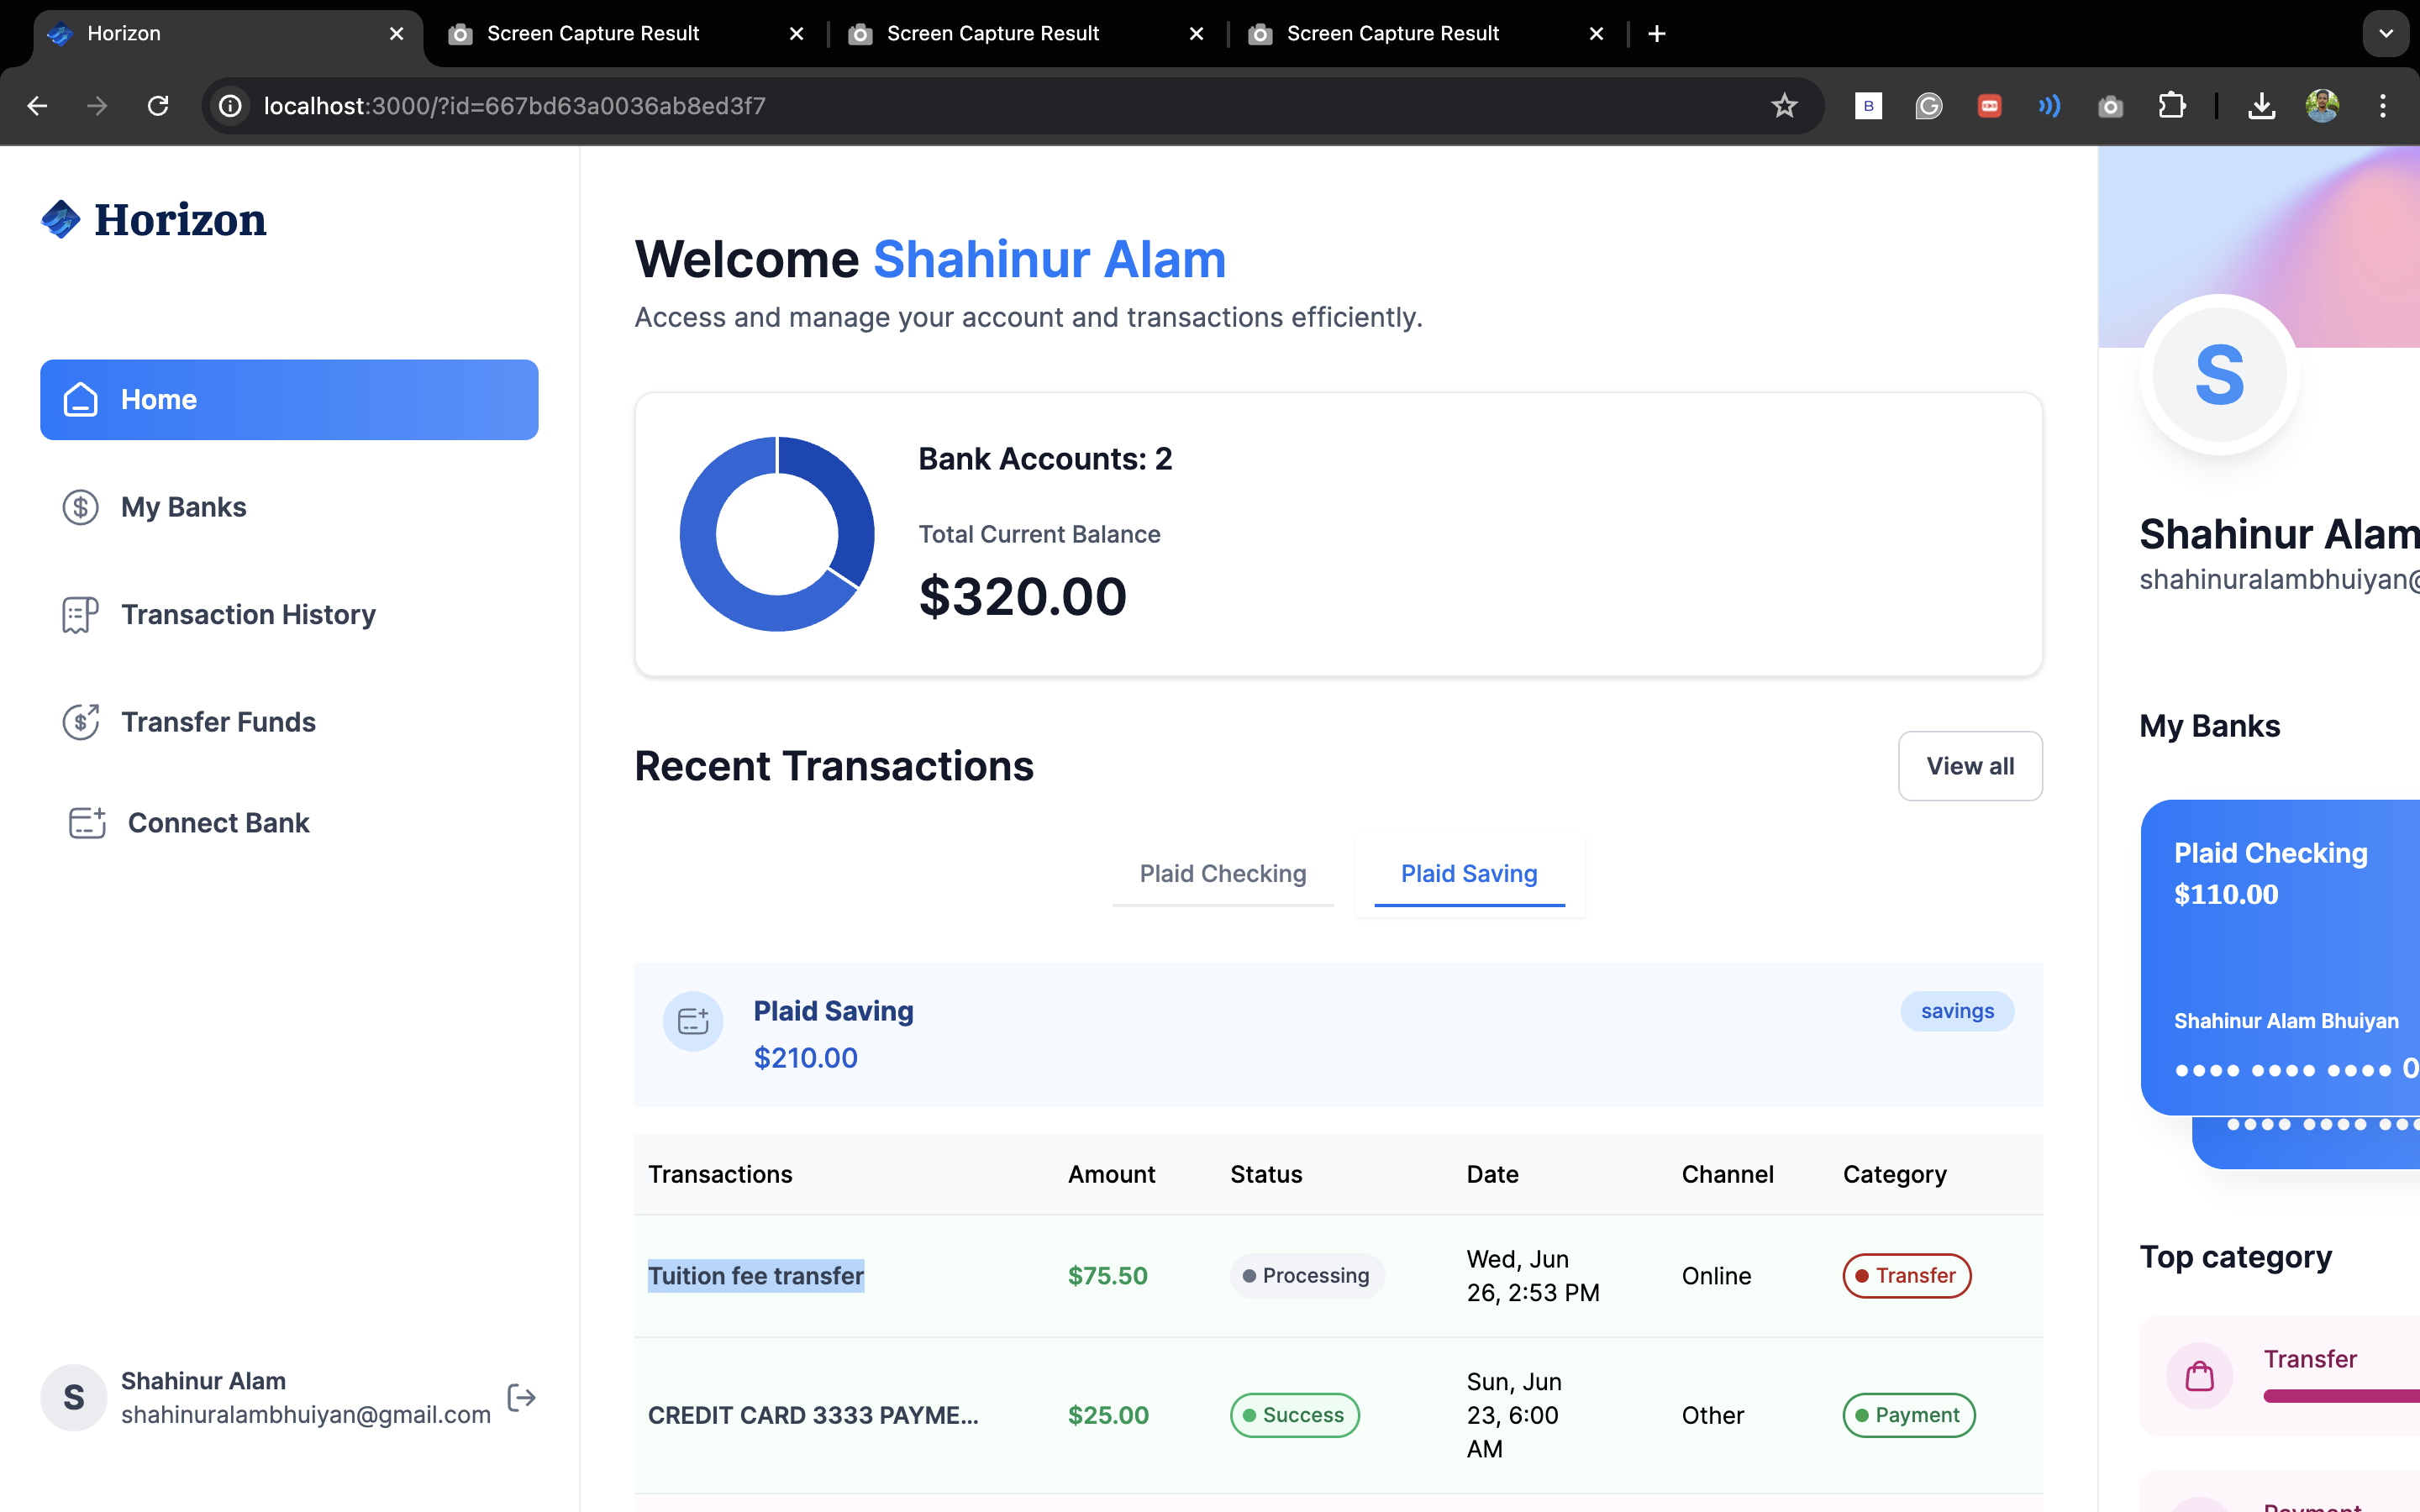 Horizon
Screen Capture Result
Screen Capture Result
Screen Capture Result
localhost:3000/?id=667bd63a0036ab8ed3f7
B
Horizon
Home
My Banks
Transaction History
Transfer Funds
Connect Bank
S
Shahinur Alam
shahinuralambhuiyan@gmail.com
Welcome Shahinur Alam
Access and manage your account and transactions efficiently.
Bank Accounts: 2
Total Current Balance
$320.00
Recent Transactions
View all
Plaid Checking
Plaid Saving
Plaid Saving
savings
$210.00
Transactions Amount Status Date Channel Category
Tuition fee transfer $75.50 Processing Wed, Jun 26, 2:53 PM Online Transfer
CREDIT CARD 3333 PAYME... $25.00 Success Sun, Jun 23, 6:00 AM Other Payment
S
Shahinur Alam
shahinuralambhuiyan@
My Banks
Plaid Checking
$110.00
Shahinur Alam Bhuiyan
●●●● ●●●● ●●●● 0
●●●● ●●●● ●●●
Top category
Transfer